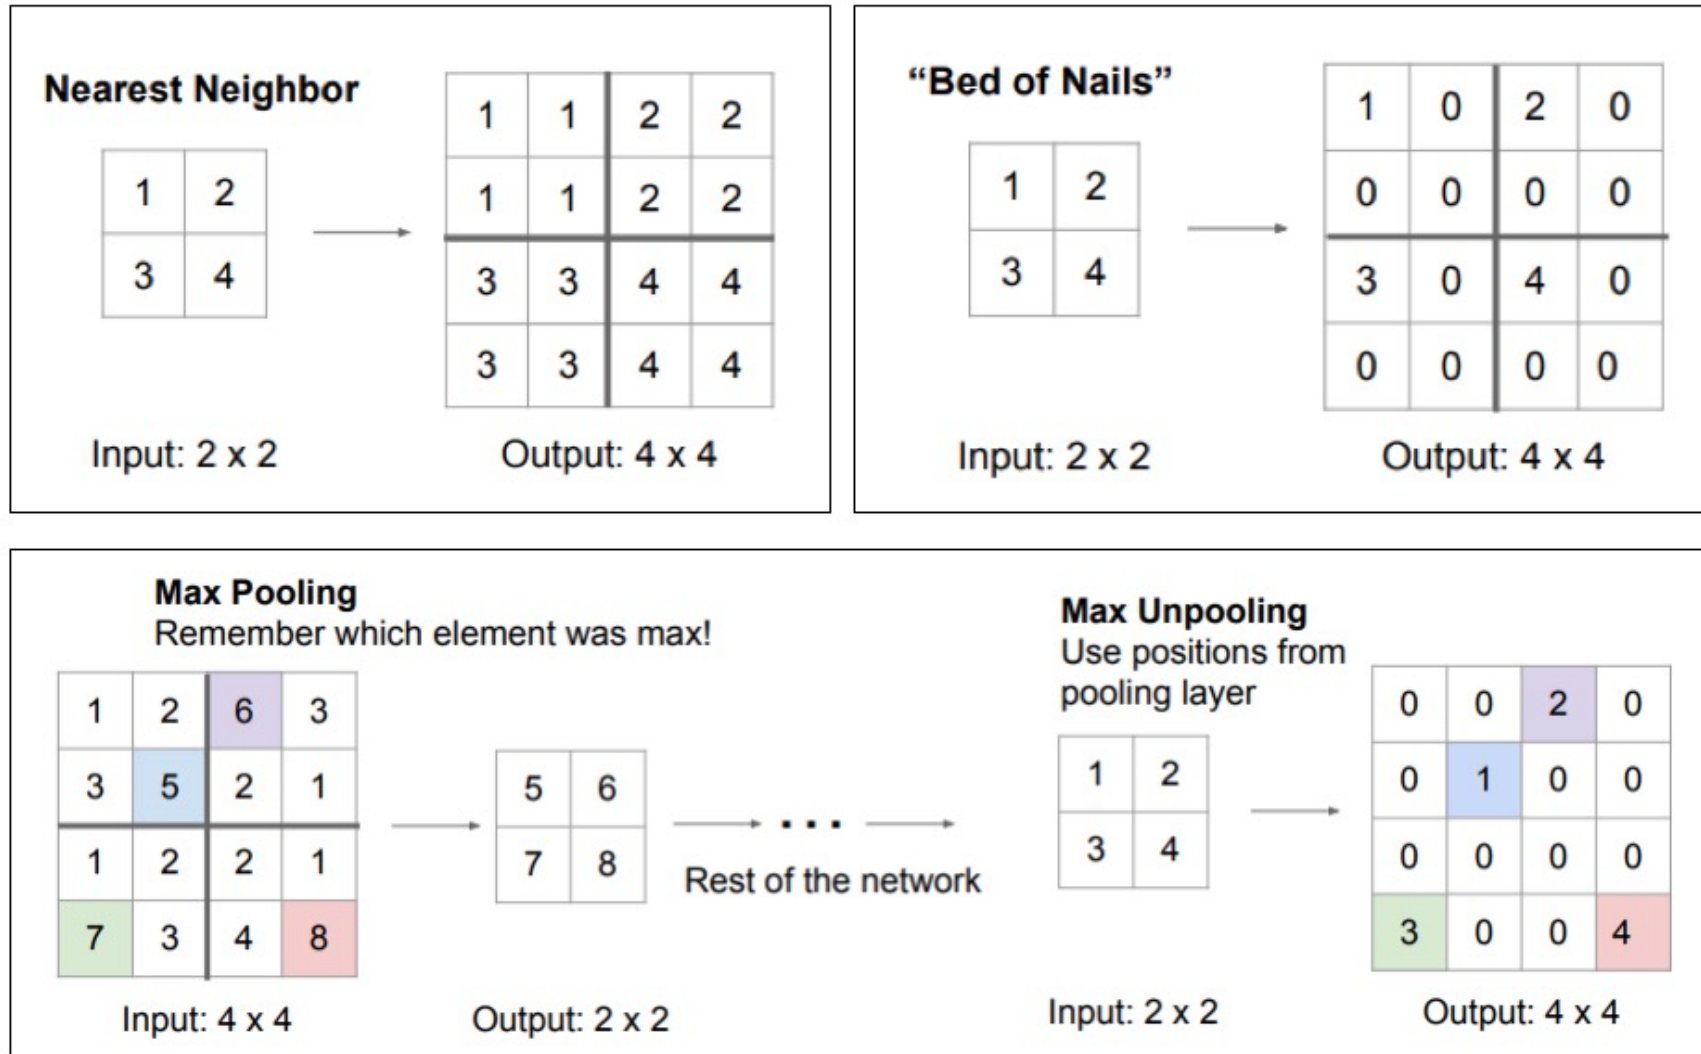 Nearest Neighbor
1 2
3 4
1 1 2 2
1 1 2 2
3 3 4 4
3 3 4 4
Input: 2 x 2
Output: 4 x 4
“Bed of Nails”
1 2
3 4
1 0 2 0
0 0 0 0
3 0 4 0
0 0 0 0
Input: 2 x 2
Output: 4 x 4
Max Pooling
Remember which element was max!
1 2 6 3
3 5 2 1
1 2 2 1
7 3 4 8
Input: 4 x 4
5 6
7 8
Output: 2 x 2
...
Rest of the network
Max Unpooling
Use positions from
pooling layer
1 2
3 4
Input: 2 x 2
0 0 2 0
0 1 0 0
0 0 0 0
3 0 0 4
Output: 4 x 4